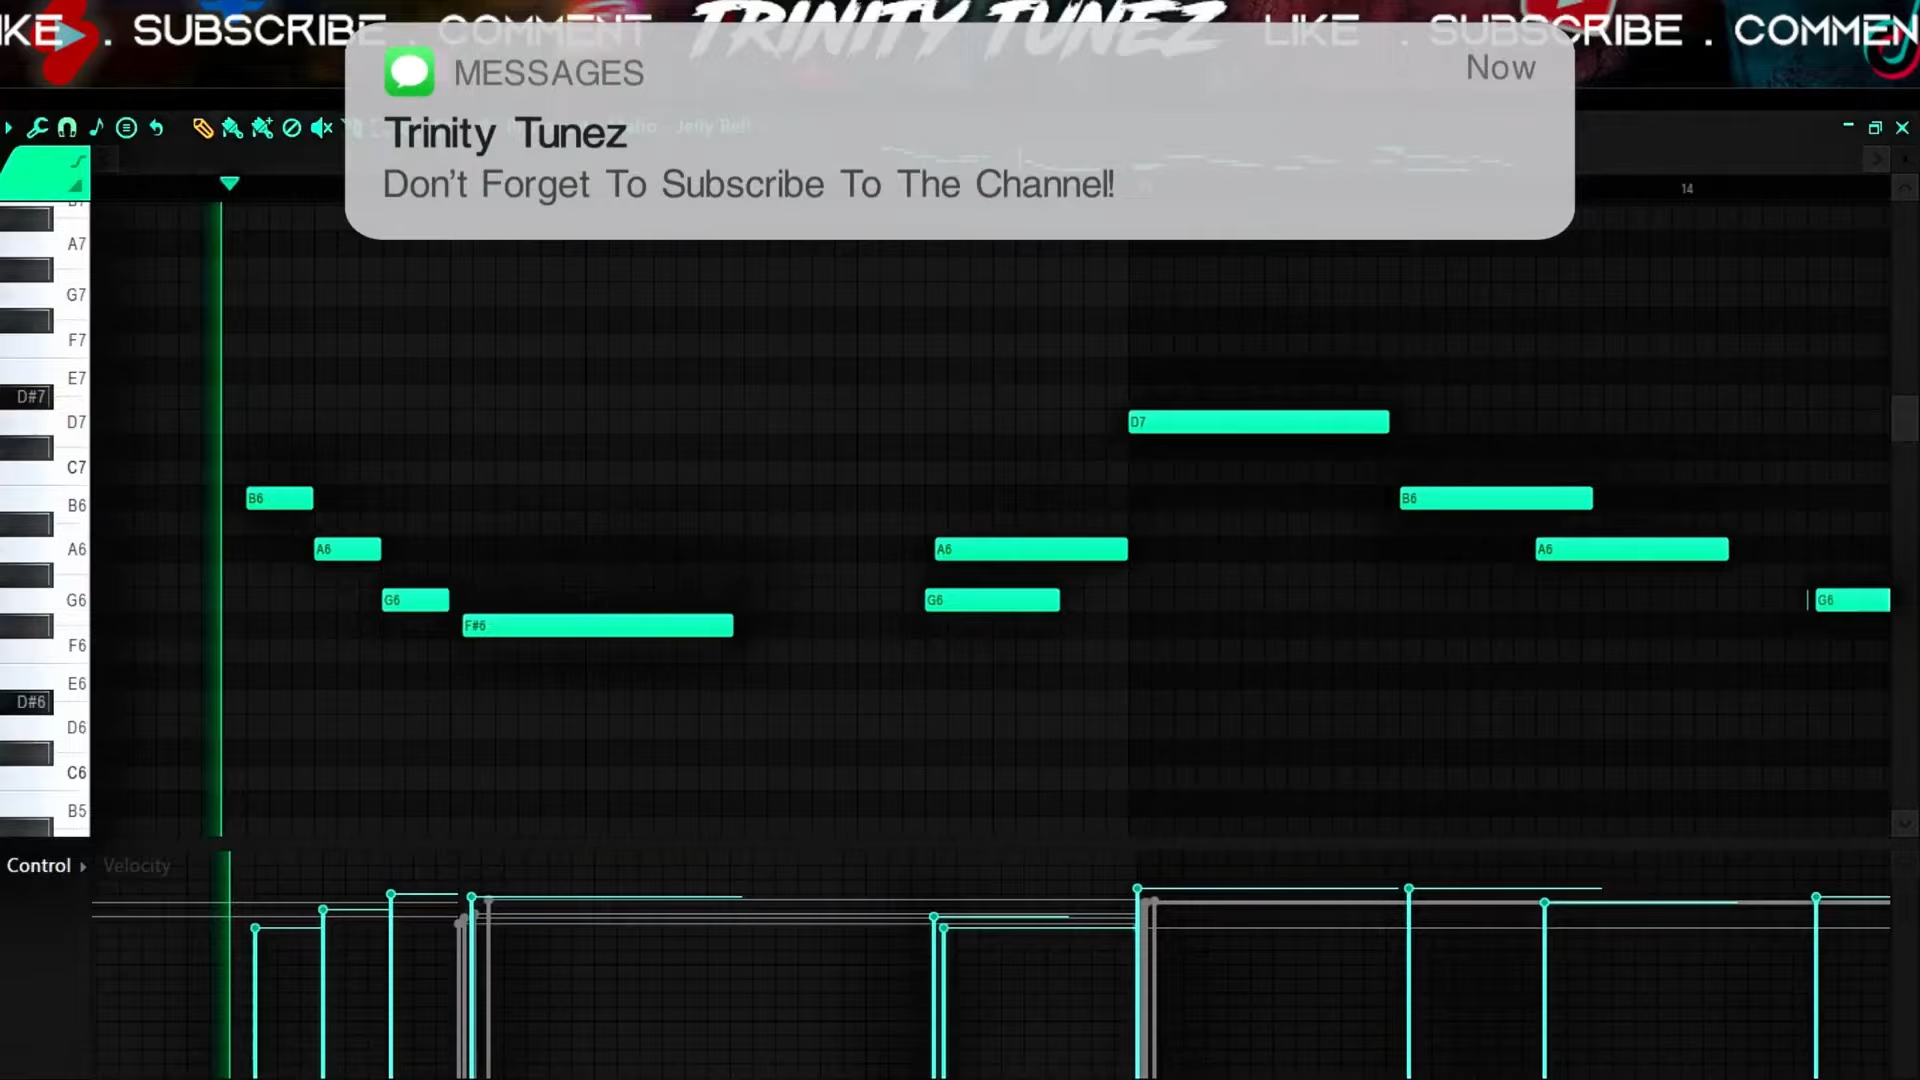 KE . SUBSCRIBE . COMMENT TRINITY TUNEZ LIKE . SUBSCRIBE . COMMEN
MESSAGES Now
Trinity Tunez
Don't Forget To Subscribe To The Channel!
14
B7
A7
G7
F7
E7
D#7
D7 D7
C7
B6 B6 B6
A6 A6 A6 A6
G6 G6 G6
F#6
F6
E6
D#6
D6
C6
B5
Control Velocity